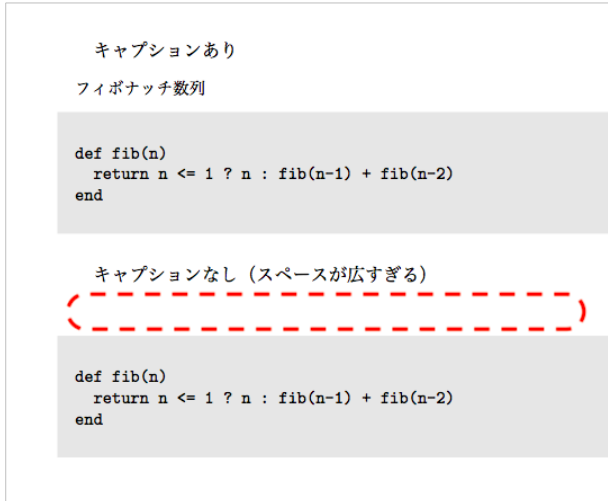 キャプションあり
フィボナッチ数列
def fib(n)
  return n <= 1 ? n : fib(n-1) + fib(n-2)
end
キャプションなし（スペースが広すぎる）
def fib(n)
  return n <= 1 ? n : fib(n-1) + fib(n-2)
end